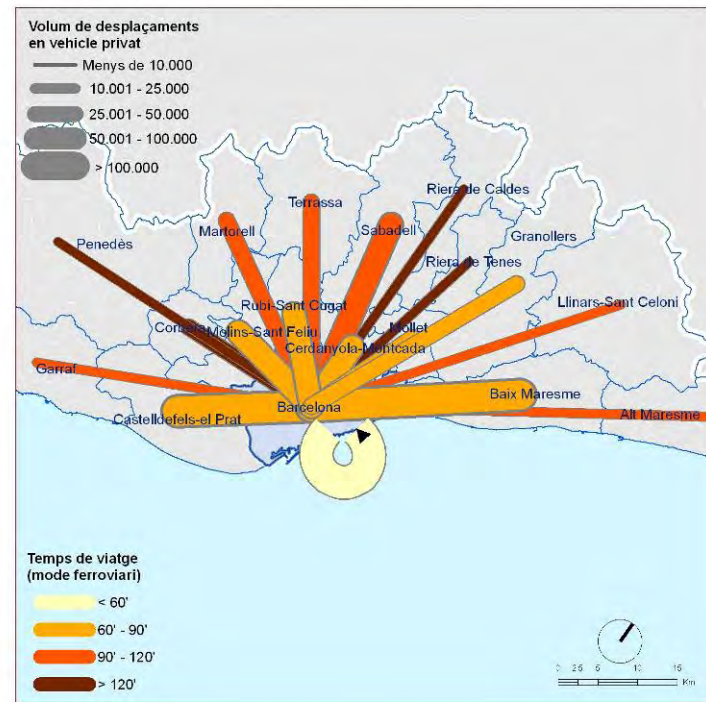 Volum de desplaçaments
en vehicle privat
Menys de 10.000
10.001 - 25.000
25.001 - 50.000
50.001 - 100.000
> 100.000
Riera de Caldes
Terrassa
Martorell
Sabadell
Granollers
Penedès
Riera de Tenes
Llinars-Sant Celoni
Rubí-Sant Cugat
Corbera
Molins-Sant Feliu
Mollet
Cerdanyola-Montcada
Garraf
Baix Maresme
Barcelona
Castelldefels-el Prat
Alt Maresme
Temps de viatge
(mode ferroviari)
< 60'
60' - 90'
90' - 120'
> 120'
0 2,5 5 10 15
Km